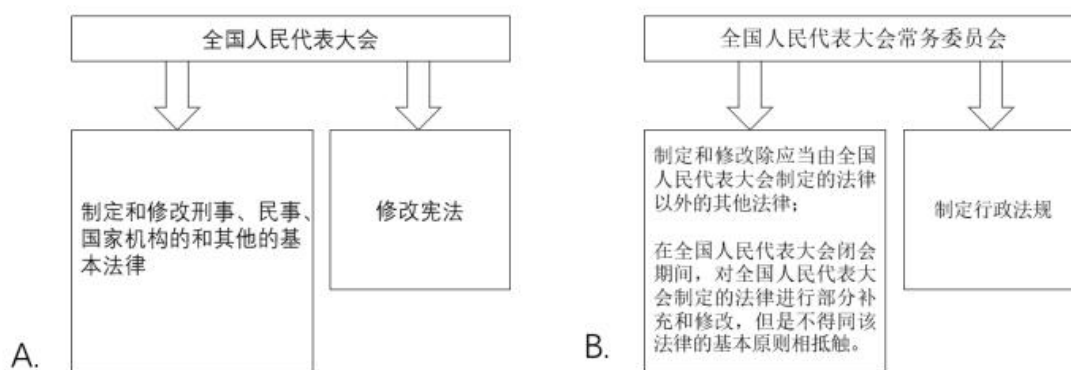 全国人民代表大会
制定和修改刑事、民事、
国家机构的和其他的基
本法律
修改宪法
A.
全国人民代表大会常务委员会
制定和修改除应当由全国
人民代表大会制定的法律
以外的其他法律；
在全国人民代表大会闭会
期间，对全国人民代表大
会制定的法律进行部分补
充和修改，但是不得同该
法律的基本原则相抵触。
制定行政法规
B.